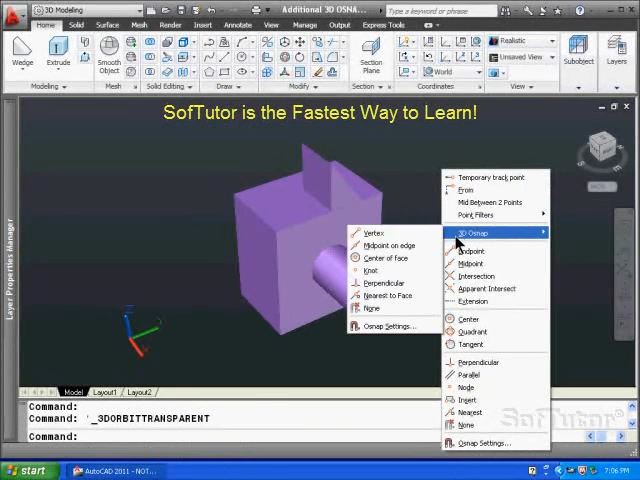 3D Modeling
Additional 3D OSNA...
Type a keyword or phrase
Home Solid Surface Mesh Render Insert Annotate View Manage Output Express Tools
Wedge
Extrude
Smooth Object
Section Plane
World
Realistic
Unsaved View
Subobject
Layers
Modeling
Mesh
Solid Editing
Draw
Modify
Section
Coordinates
View
SofTutor is the Fastest Way to Learn!
Layer Properties Manager
Temporary track point
From
Mid Between 2 Points
Point Filters
3D Osnap
Endpoint
Midpoint
Intersection
Apparent Intersect
Extension
Center
Quadrant
Tangent
Perpendicular
Parallel
Node
Insert
Nearest
None
Osnap Settings...
Vertex
Midpoint on edge
Center of face
Knot
Perpendicular
Nearest to Face
None
Osnap Settings...
Z
Y
X
Model Layout1 Layout2
Command:
Command: '_3DORBITTRANSPARENT
Command:
SofTutor
start
AutoCAD 2011 - NOT...
7:06 PM